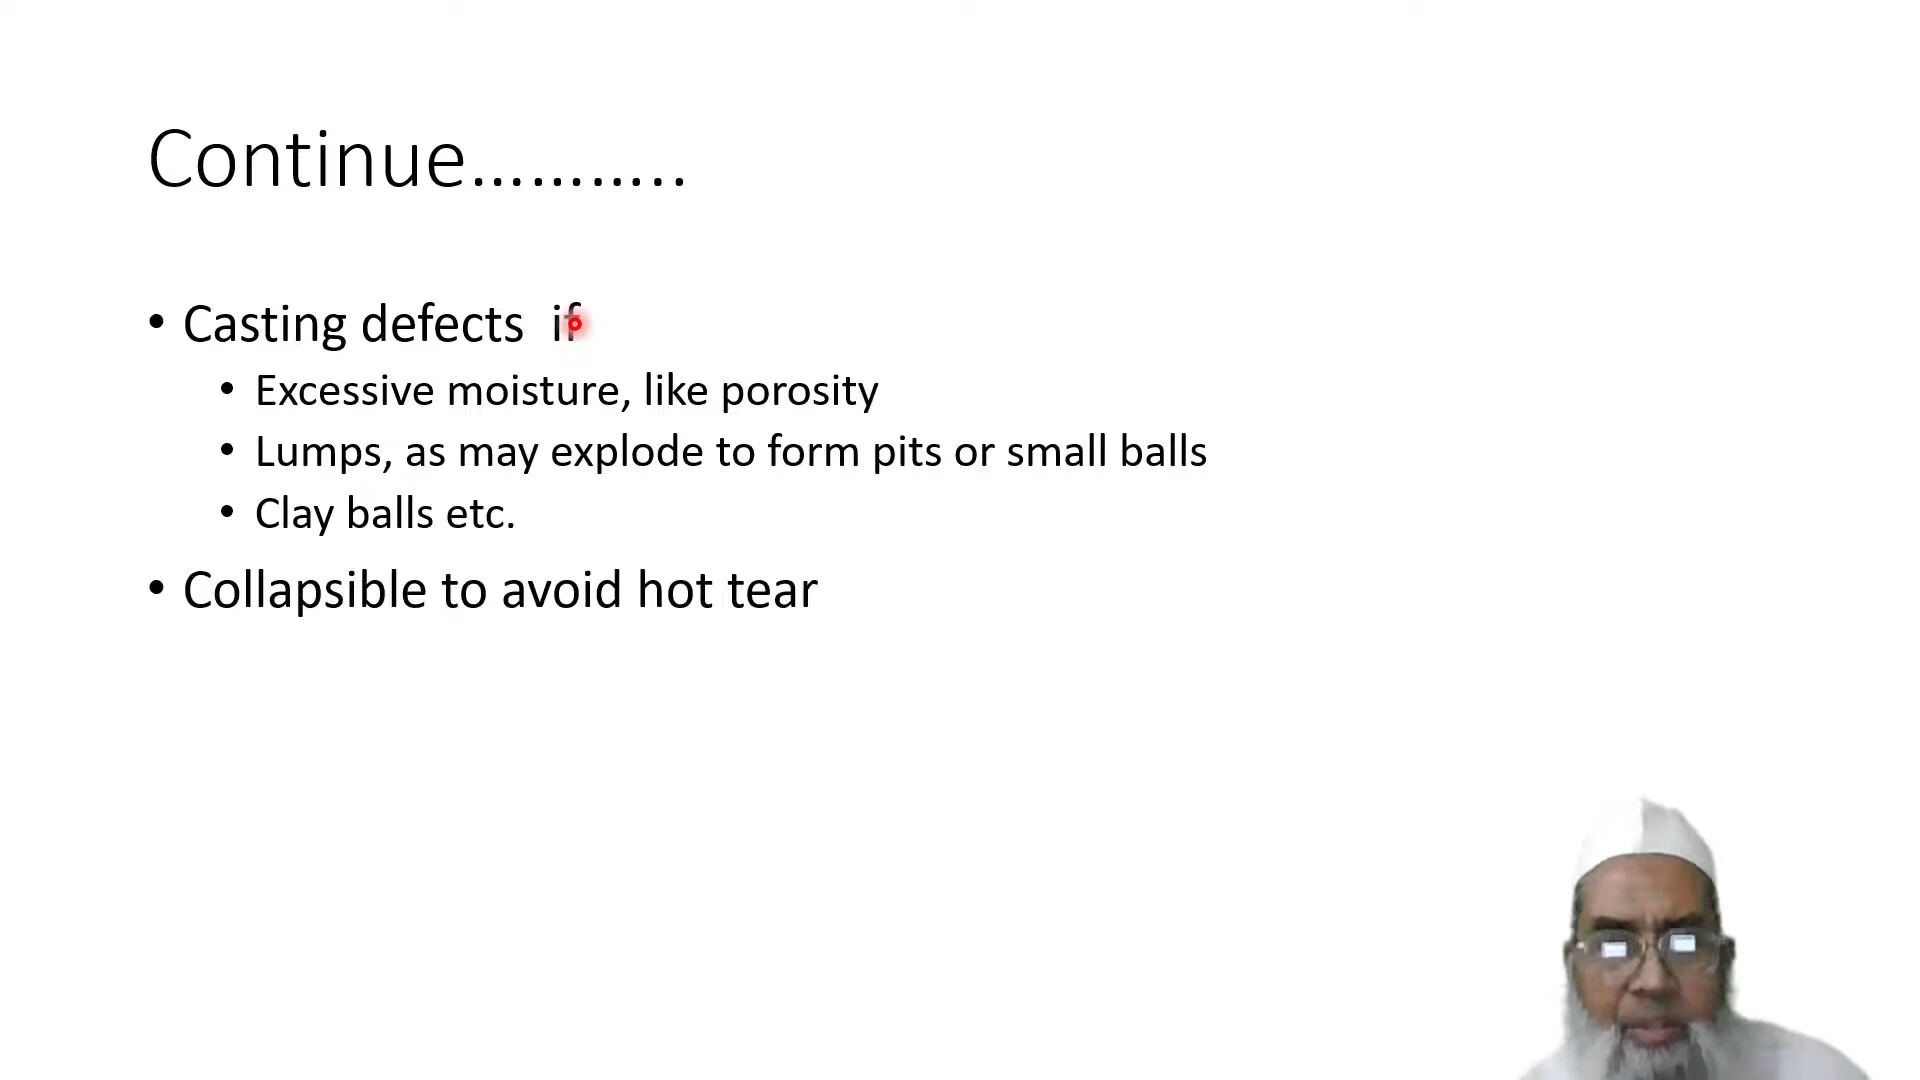 Continue………..
• Casting defects if
• Excessive moisture, like porosity
• Lumps, as may explode to form pits or small balls
• Clay balls etc.
• Collapsible to avoid hot tear